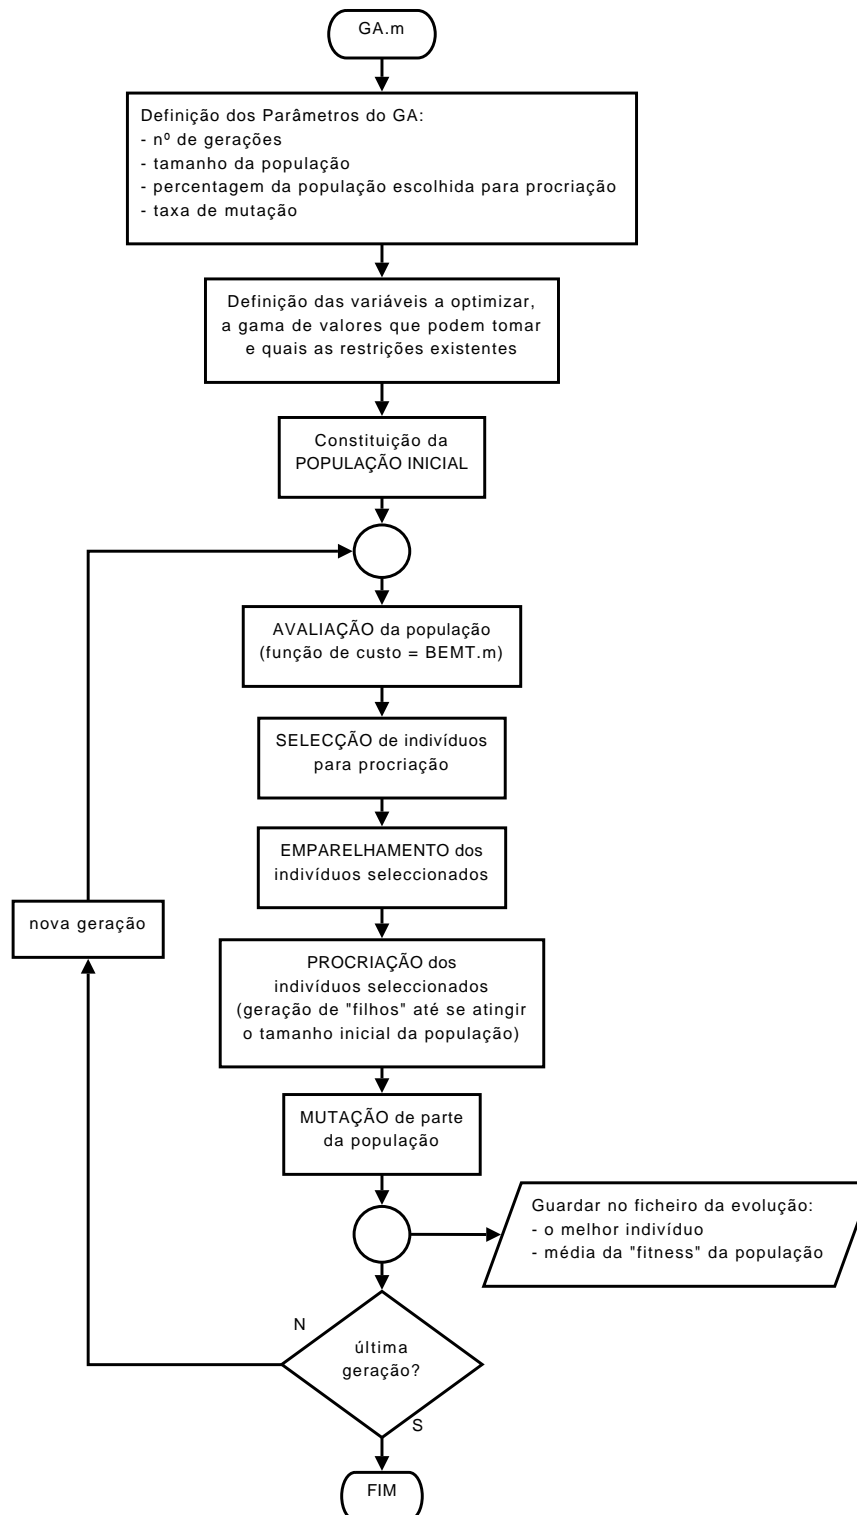 GA.m
Definição dos Parâmetros do GA:
- nº de gerações
- tamanho da população
- percentagem da população escolhida para procriação
- taxa de mutação
Definição das variáveis a optimizar,
a gama de valores que podem tomar
e quais as restrições existentes
Constituição da
POPULAÇÃO INICIAL
AVALIAÇÃO da população
(função de custo = BEMT.m)
SELECÇÃO de indivíduos
para procriação
EMPARELHAMENTO dos
indivíduos seleccionados
nova geração
PROCRIAÇÃO dos
indivíduos seleccionados
(geração de "filhos" até se atingir
o tamanho inicial da população)
MUTAÇÃO de parte
da população
Guardar no ficheiro da evolução:
- o melhor indivíduo
- média da "fitness" da população
N
última
geração?
S
FIM